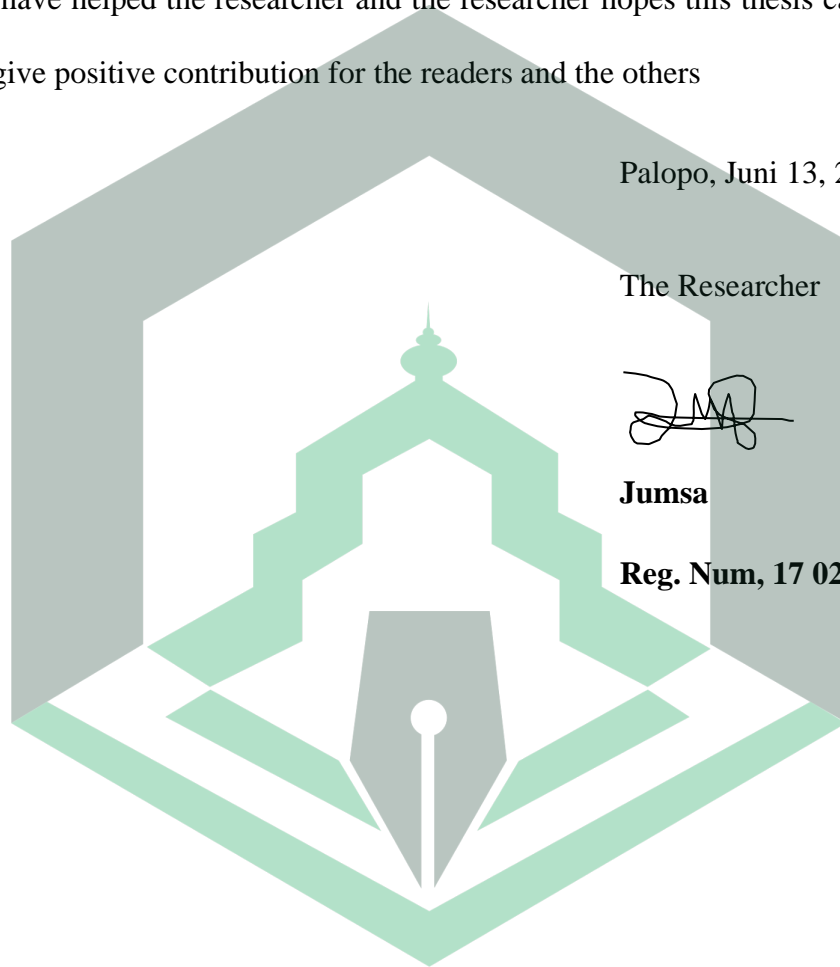 have helped the researcher and the researcher hopes this thesis
give positive contribution for the readers and the others
Palopo, Juni 13,
The Researcher
Jumsa
Reg. Num, 17 02